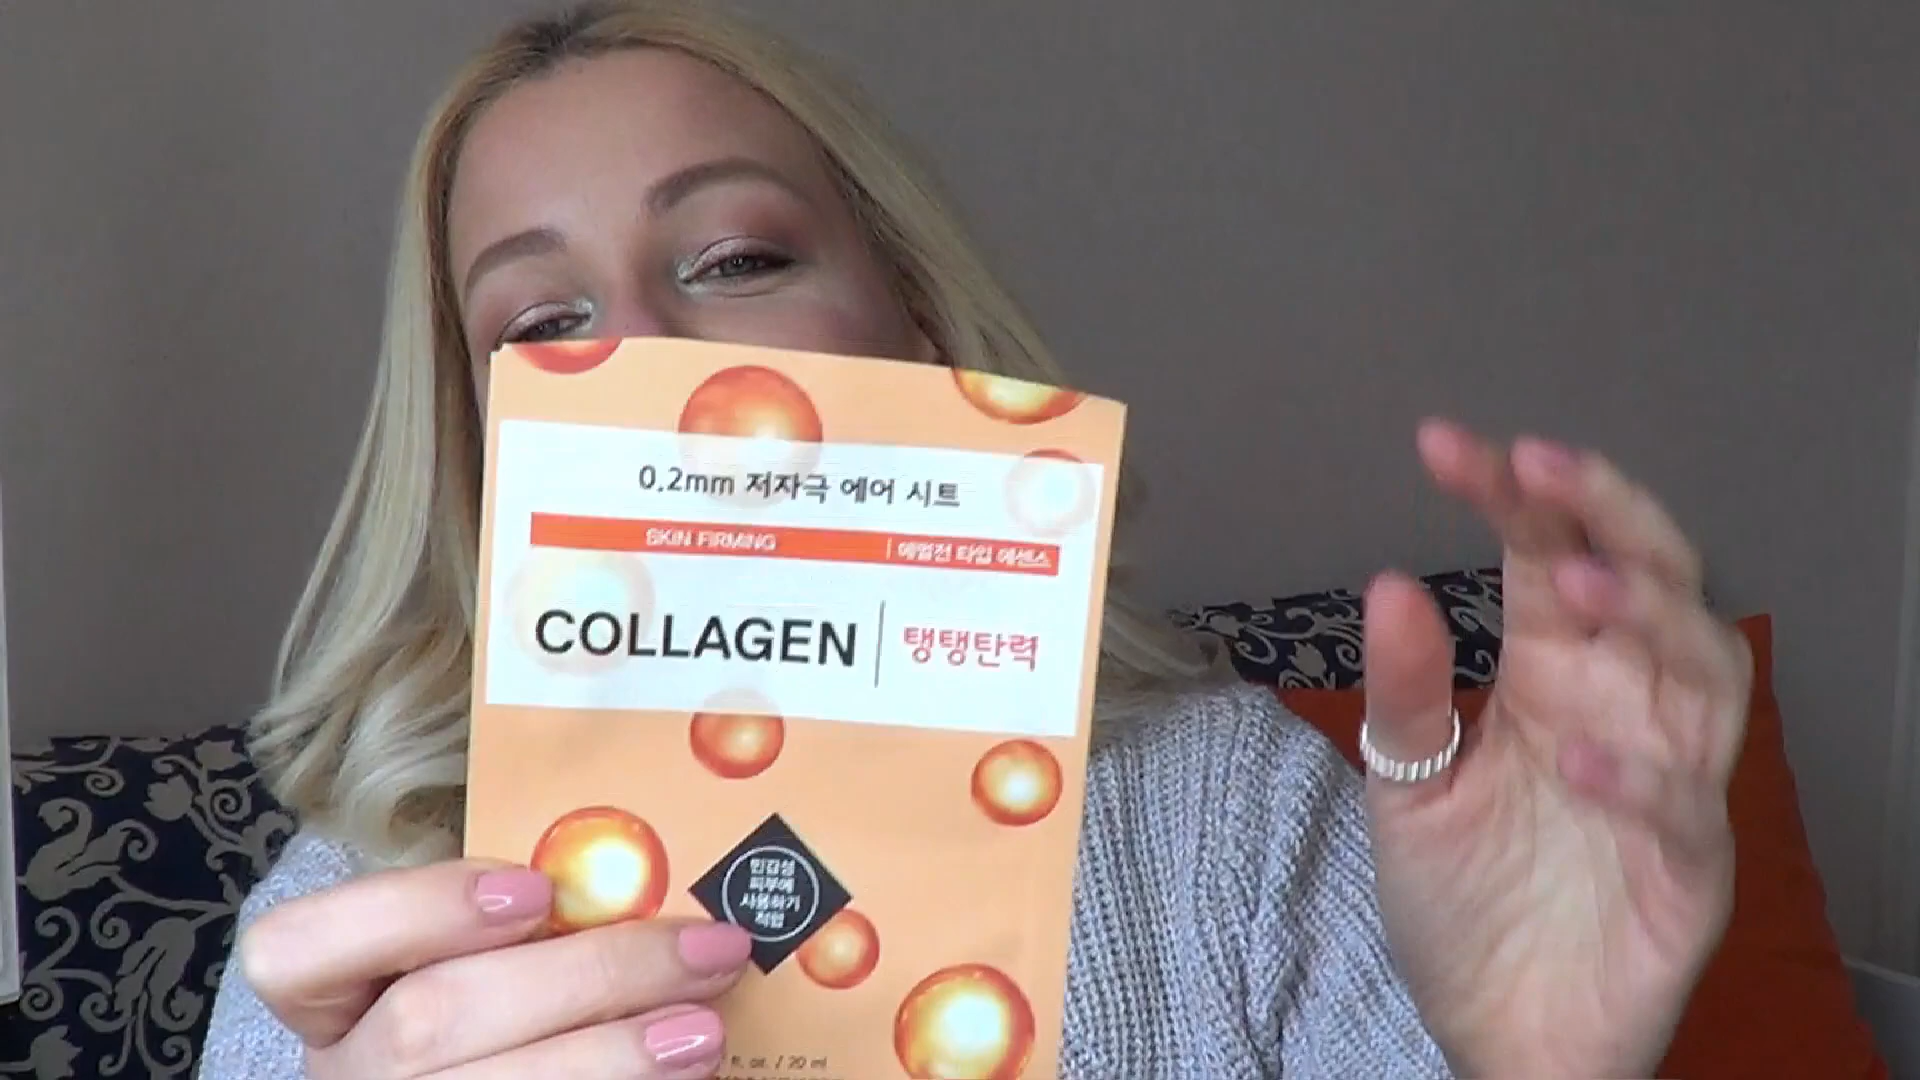 0.2mm 저자극 에어 시트
SKIN FIRMING | 에멀전 타입 에센스
COLLAGEN | 탱탱탄력
민감성
피부에
사용하기
적합
fl. oz. / 20 ml